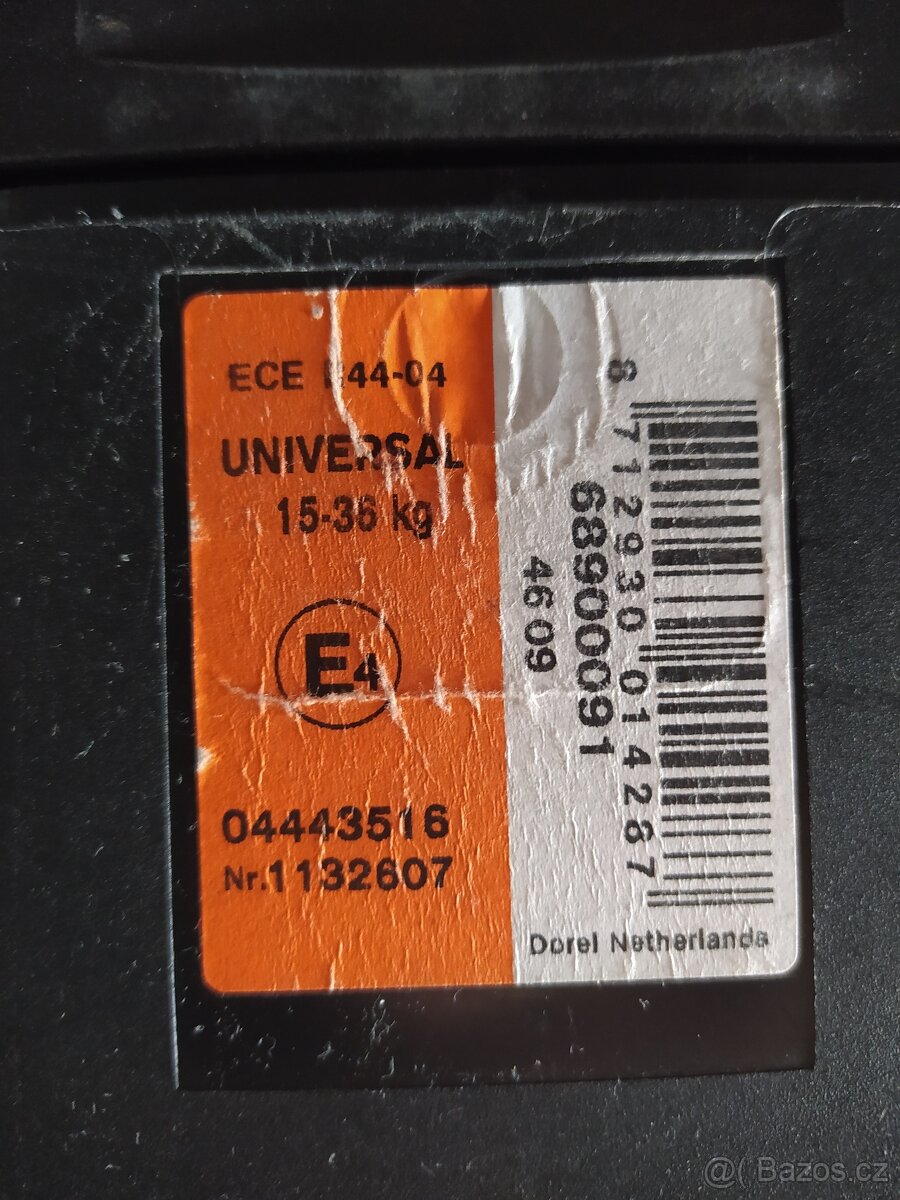 ECE R44-04
UNIVERSAL
15-36 kg
E4
04443516
Nr.1132607
8 712930 014287
68900091
4609
Dorel Netherlands
@( Bazos.cz